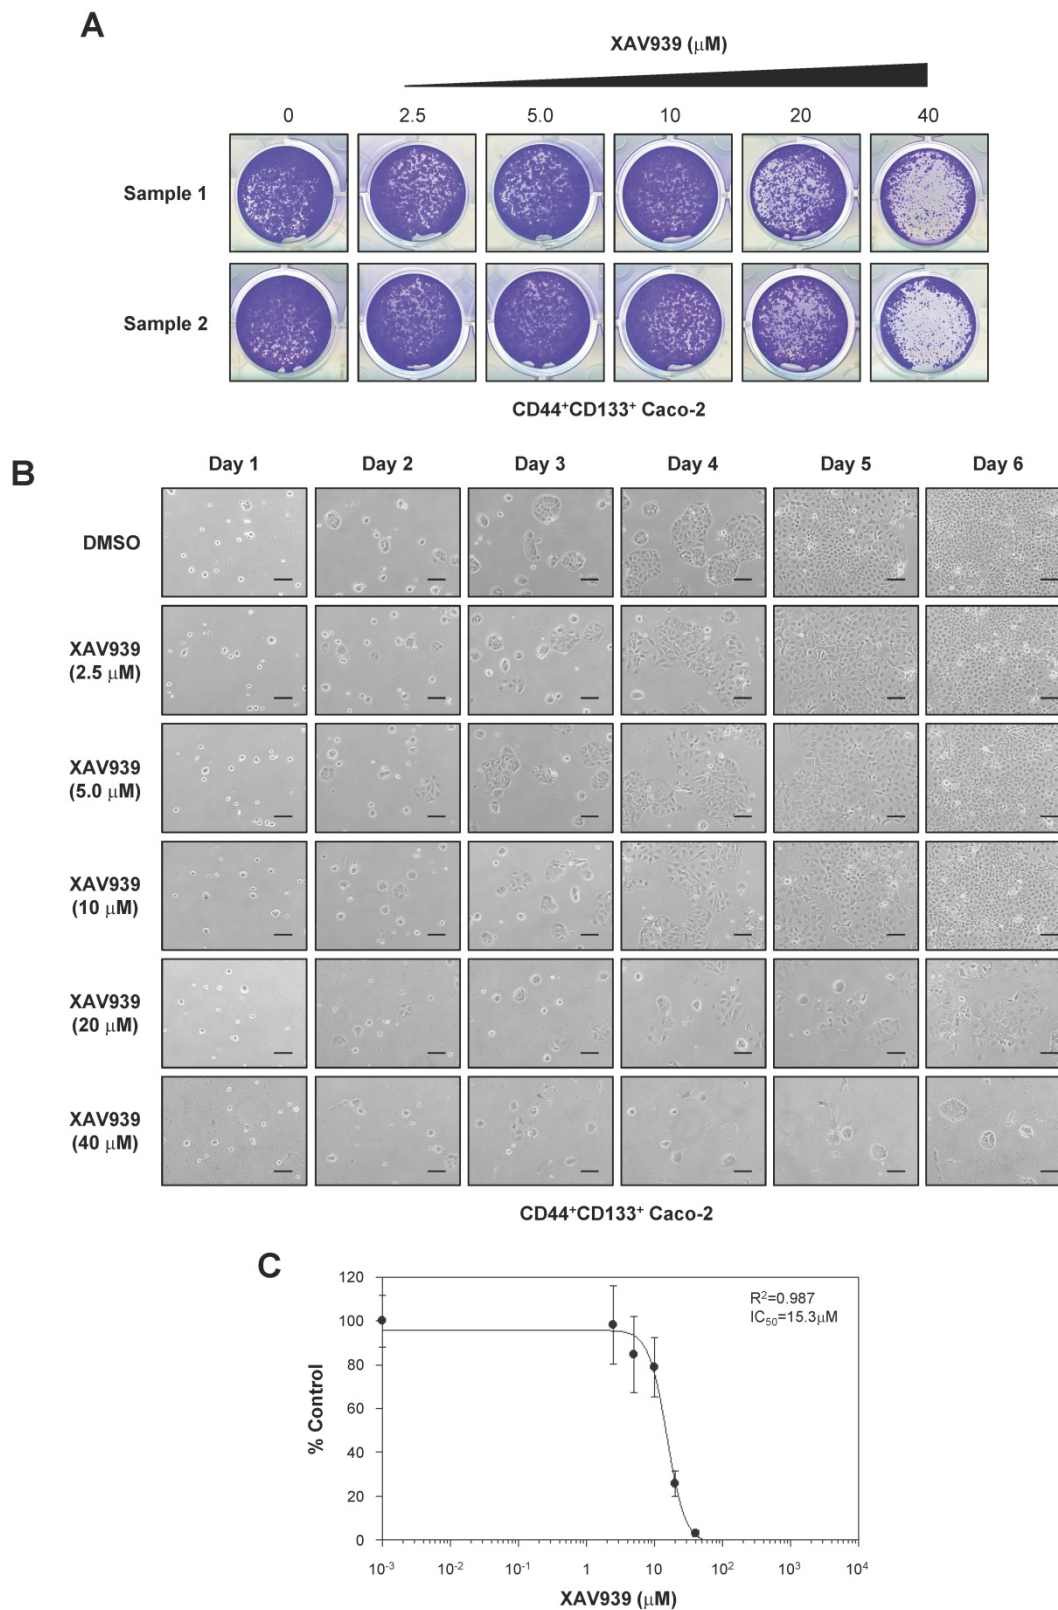 A
XAV939 (μM)
0 2.5 5.0 10 20 40
Sample 1
Sample 2
CD44⁺CD133⁺ Caco-2
B
Day 1 Day 2 Day 3 Day 4 Day 5 Day 6
DMSO
XAV939
(2.5 μM)
XAV939
(5.0 μM)
XAV939
(10 μM)
XAV939
(20 μM)
XAV939
(40 μM)
CD44⁺CD133⁺ Caco-2
C
120
100
80
60
40
20
0
% Control
R²=0.987
IC₅₀=15.3μM
10⁻³ 10⁻² 10⁻¹ 1 10 10² 10³ 10⁴
XAV939 (μM)